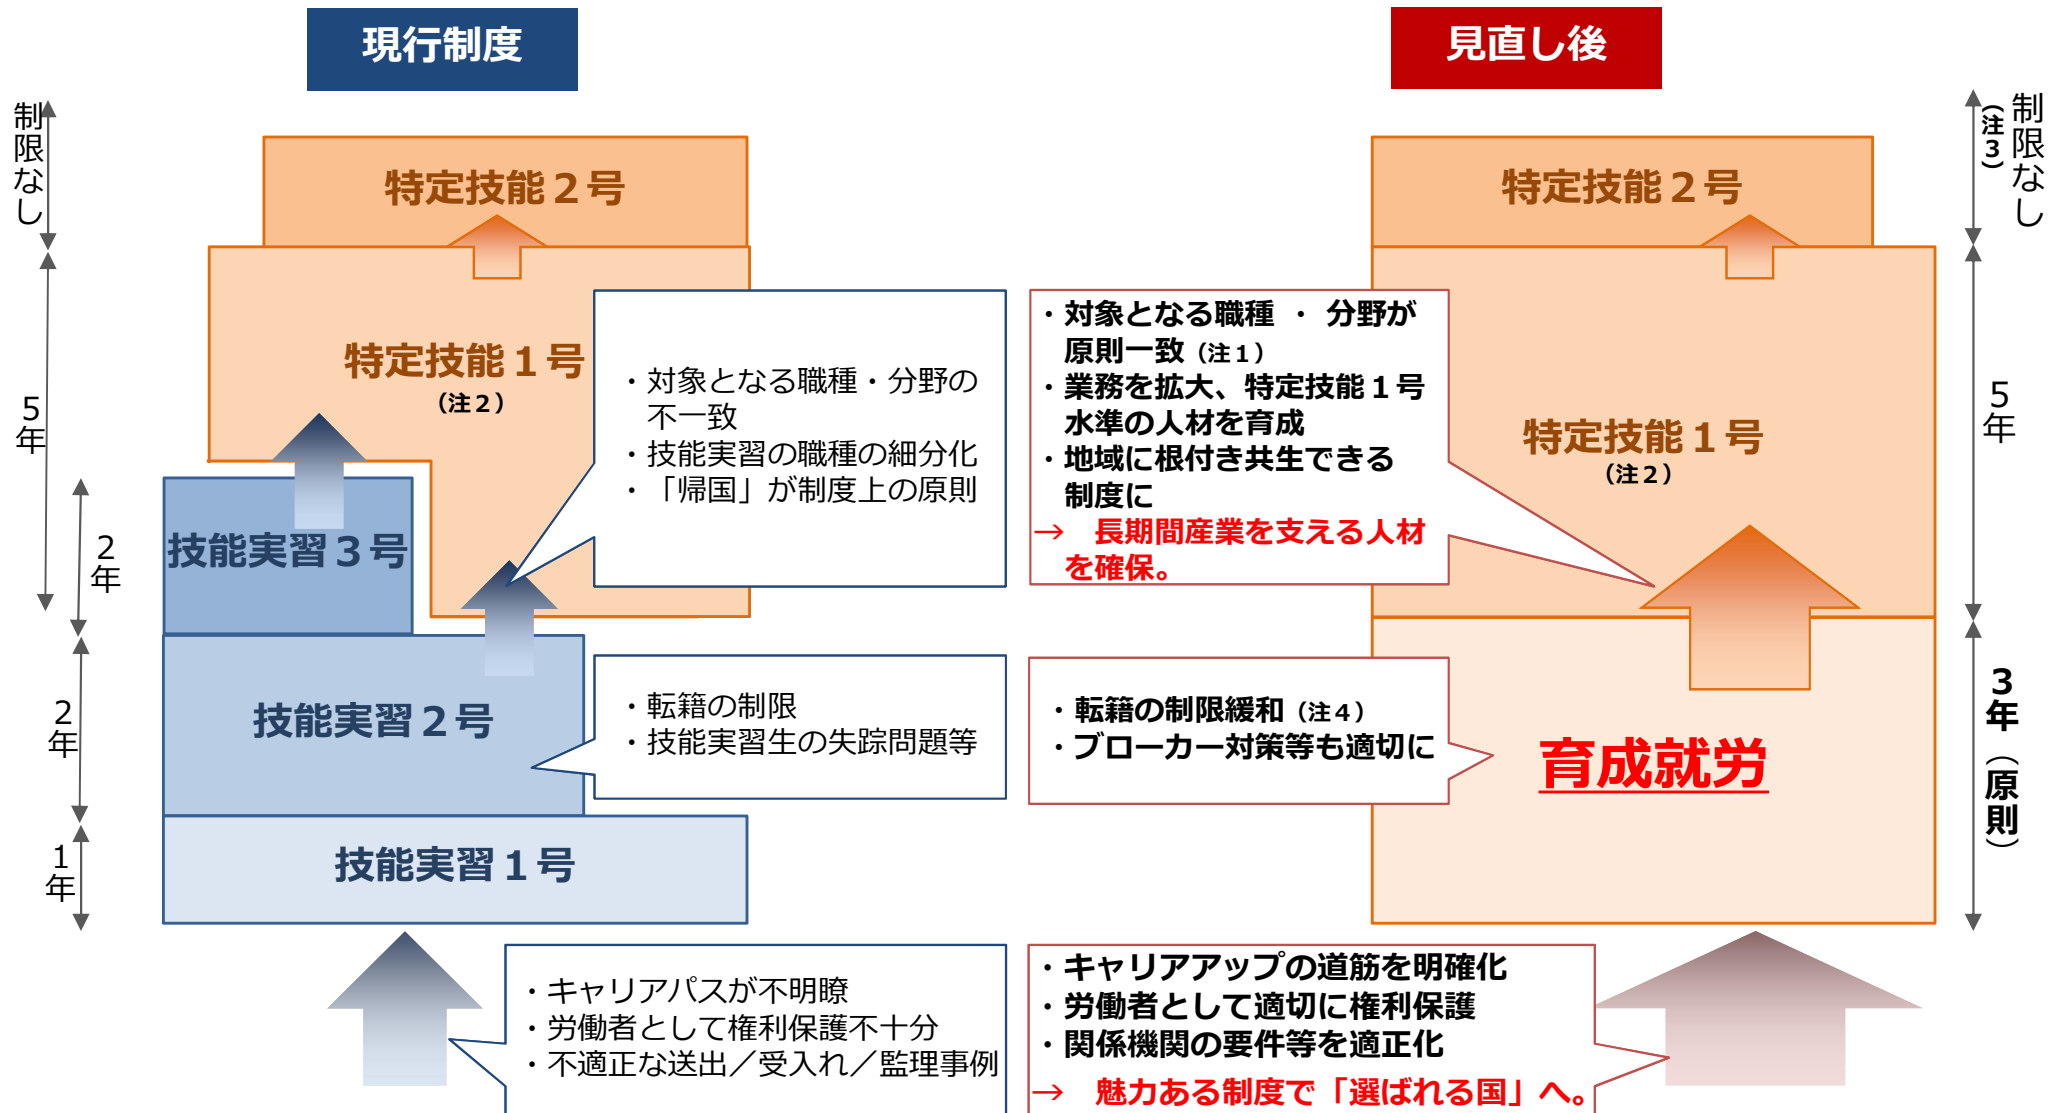 現行制度
見直し後
制限なし
5年
2年
2年
1年
特定技能２号
特定技能１号
（注２）
技能実習３号
技能実習２号
技能実習１号
・対象となる職種・分野の
不一致
・技能実習の職種の細分化
・「帰国」が制度上の原則
・転籍の制限
・技能実習生の失踪問題等
・キャリアパスが不明瞭
・労働者として権利保護不十分
・不適正な送出／受入れ／監理事例
・対象となる職種 ・ 分野が
原則一致（注１）
・業務を拡大、特定技能１号
水準の人材を育成
・地域に根付き共生できる
制度に
→　長期間産業を支える人材
を確保。
・転籍の制限緩和（注４）
・ブローカー対策等も適切に
・キャリアアップの道筋を明確化
・労働者として適切に権利保護
・関係機関の要件等を適正化
→　魅力ある制度で「選ばれる国」へ。
特定技能２号
特定技能１号
（注２）
育成就労
制限なし
（注３）
5年
3年（原則）